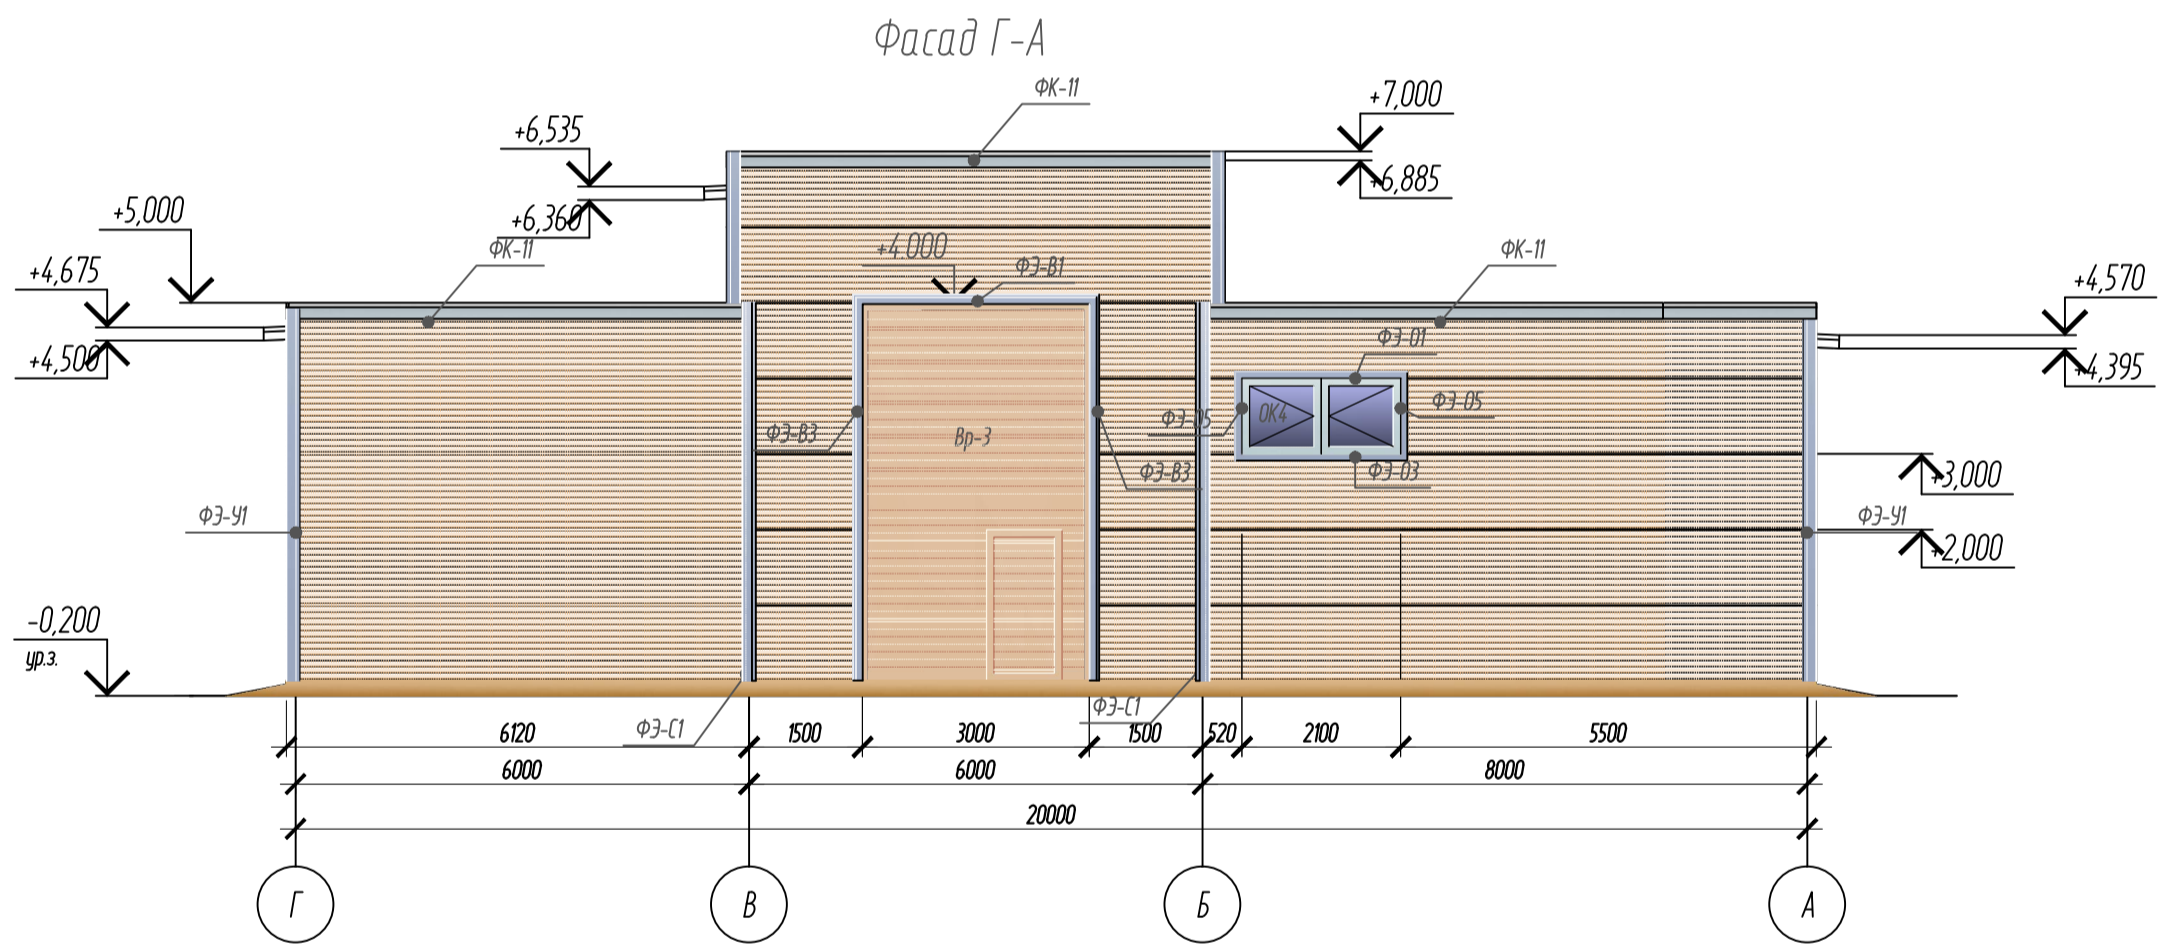 Фасад Г-А
ФК-11
+7,000
+6,535
+6,885
+5,000
+6,360
+4.000
ФК-11
ФК-11
+4,675
ФЭ-В1
+4,570
+4,500
ФЭ-01
+4,395
ФЭ-05
ОК4
ФЭ-05
ФЭ-В3
Вр-3
ФЭ-В3
ФЭ-03
+3,000
ФЭ-У1
ФЭ-У1
+2,000
-0,200
ур.з.
ФЭ-С1
ФЭ-С1
6120
1500
3000
1500
520
2100
5500
6000
6000
8000
20000
Г
В
Б
А